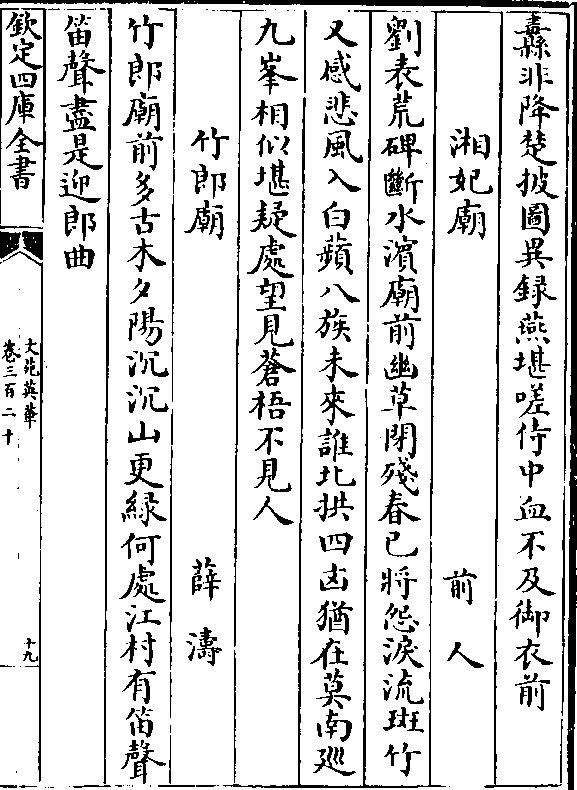 纛非降楚披圖異録燕堪嗟侍中血不及御衣前
湘妃廟　前人
劉表荒碑斷水濵廟前幽草閉殘春已將怨淚流斑竹
又感悲風入白蘋八族未來誰北拱四凶猶在莫南廵
九峯相似堪疑處望見蒼梧不見人
竹郎廟　薛濤
竹郎廟前多古木夕陽沉沉山更緑何處江村有笛聲
笛聲盡是迎郎曲
欽定四庫全書
文苑英華
卷三百二十
十九